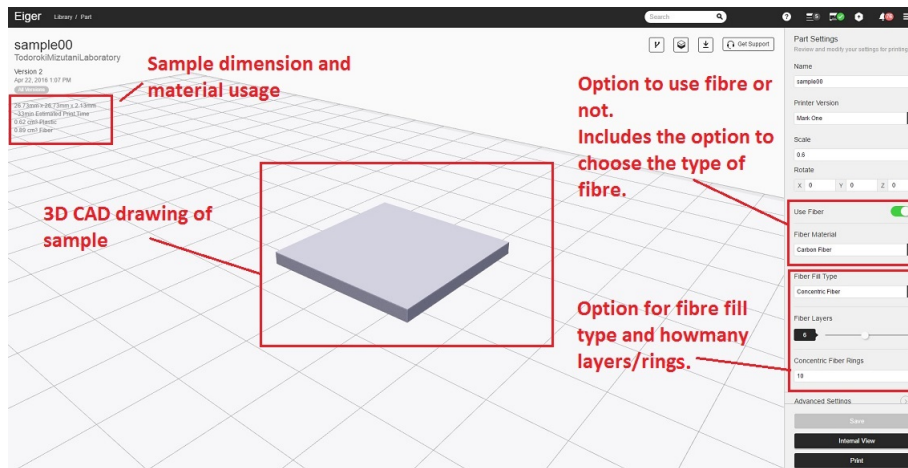 Eiger Library / Part Search
sample00
TodorokiMizutaniLaboratory
Version 2
Apr 22, 2016 1:07 PM
All Versions
26.73mm x 26.73mm x 2.13mm
~33min Estimated Print Time
0.62 cm3 Plastic
0.89 cm3 Fiber
Sample dimension and
material usage
3D CAD drawing of
sample
Get Support
Option to use fibre or
not.
Includes the option to
choose the type of
fibre.
Option for fibre fill
type and howmany
layers/rings.
Part Settings
Review and modify your settings for printing
Name
sample00
Printer Version
Mark One
Scale
0.6
Rotate
X 0 Y 0 Z 0
Use Fiber
Fiber Material
Carbon Fiber
Fiber Fill Type
Concentric Fiber
Fiber Layers
6
Concentric Fiber Rings
10
Advanced Settings
Save
Internal View
Print